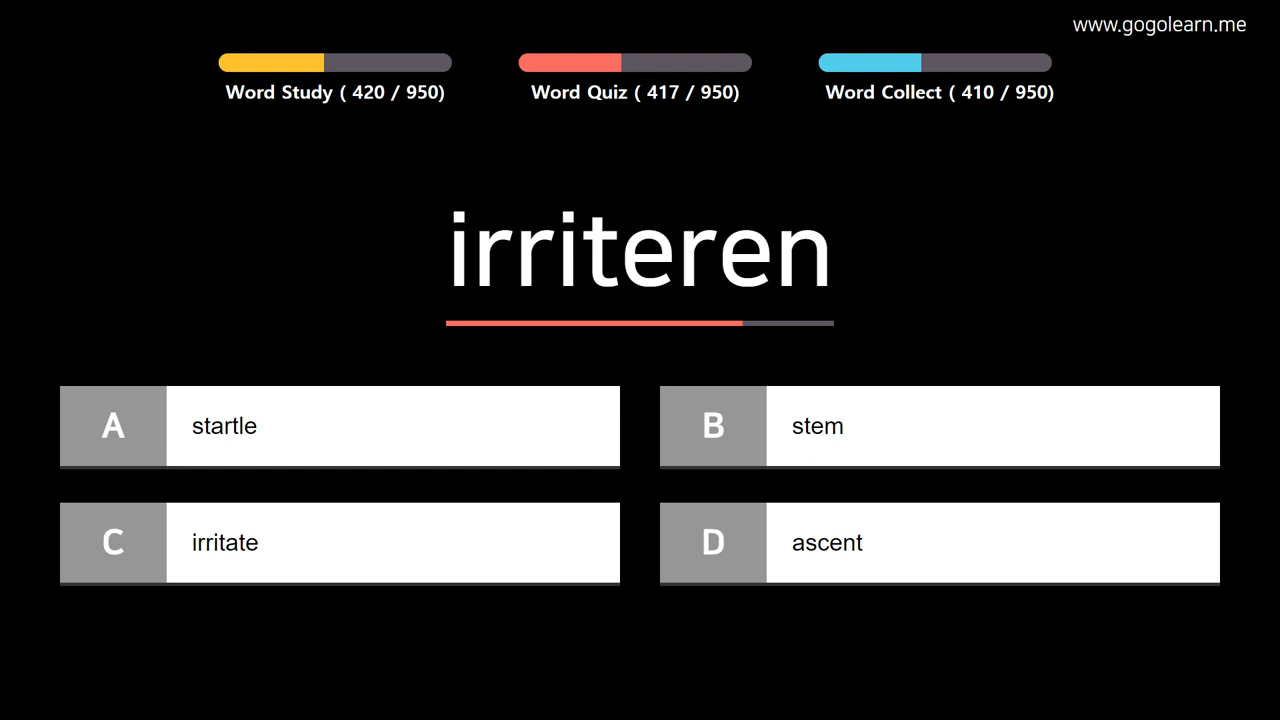 www.gogolearn.me
Word Study ( 420 / 950)
Word Quiz ( 417 / 950)
Word Collect ( 410 / 950)
irriteren
A startle
B stem
C irritate
D ascent